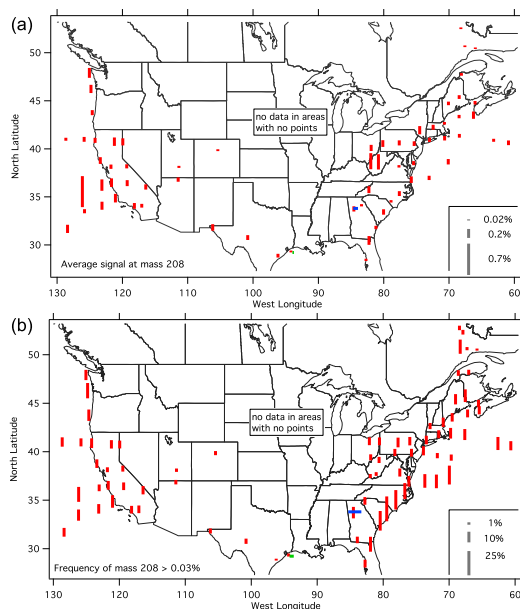 (a)
50
45
40
35
30
North Latitude
no data in areas
with no points
0.02%
0.2%
0.7%
Average signal at mass 208
130
120
110
100
90
80
70
60
West Longitude
(b)
50
45
40
35
30
North Latitude
no data in areas
with no points
1%
10%
25%
Frequency of mass 208 > 0.03%
130
120
110
100
90
80
70
60
West Longitude